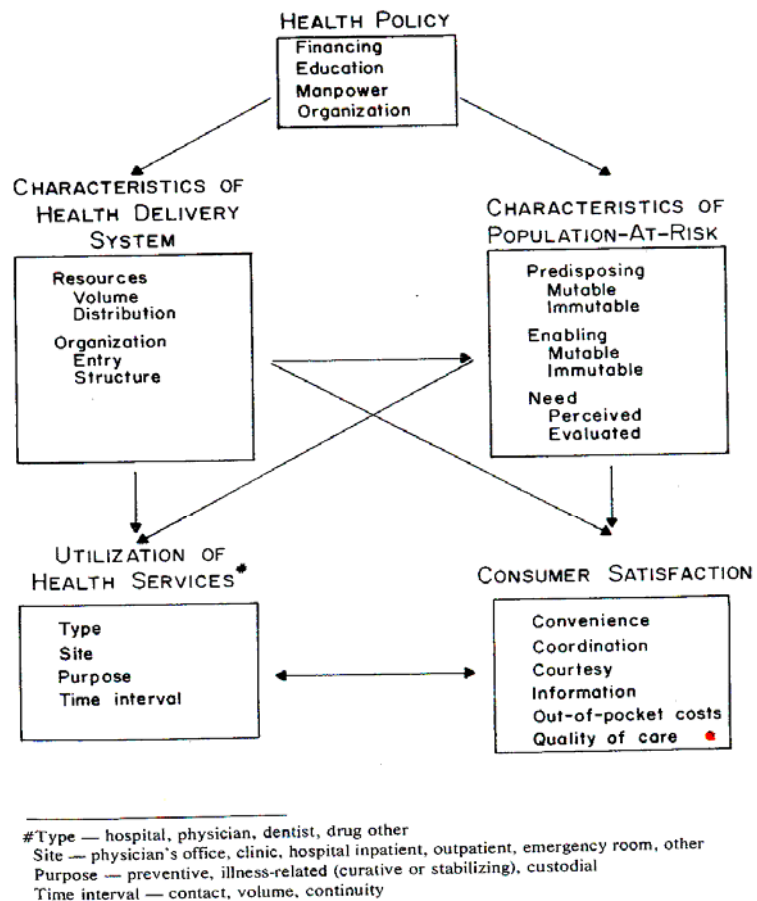 HEALTH POLICY
Financing
Education
Manpower
Organization
CHARACTERISTICS OF
HEALTH DELIVERY
SYSTEM
Resources
Volume
Distribution
Organization
Entry
Structure
CHARACTERISTICS OF
POPULATION-AT-RISK
Predisposing
Mutable
Immutable
Enabling
Mutable
Immutable
Need
Perceived
Evaluated
UTILIZATION OF
HEALTH SERVICES#
Type
Site
Purpose
Time interval
CONSUMER SATISFACTION
Convenience
Coordination
Courtesy
Information
Out-of-pocket costs
Quality of care
#Type — hospital, physician, dentist, drug other
Site — physician's office, clinic, hospital inpatient, outpatient, emergency room, other
Purpose — preventive, illness-related (curative or stabilizing), custodial
Time interval — contact, volume, continuity